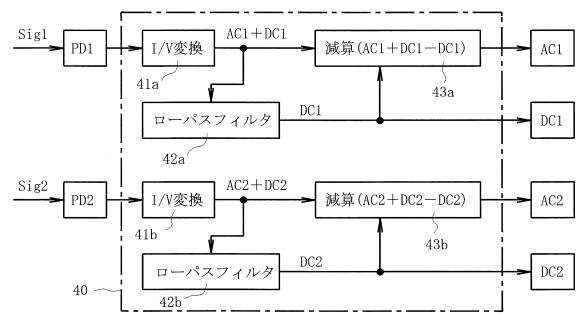 Sig1
PD1
I/V変換
41a
AC1+DC1
減算(AC1+DC1-DC1)
43a
AC1
ローパスフィルタ
42a
DC1
DC1
Sig2
PD2
I/V変換
41b
AC2+DC2
減算(AC2+DC2-DC2)
43b
AC2
ローパスフィルタ
42b
DC2
DC2
40